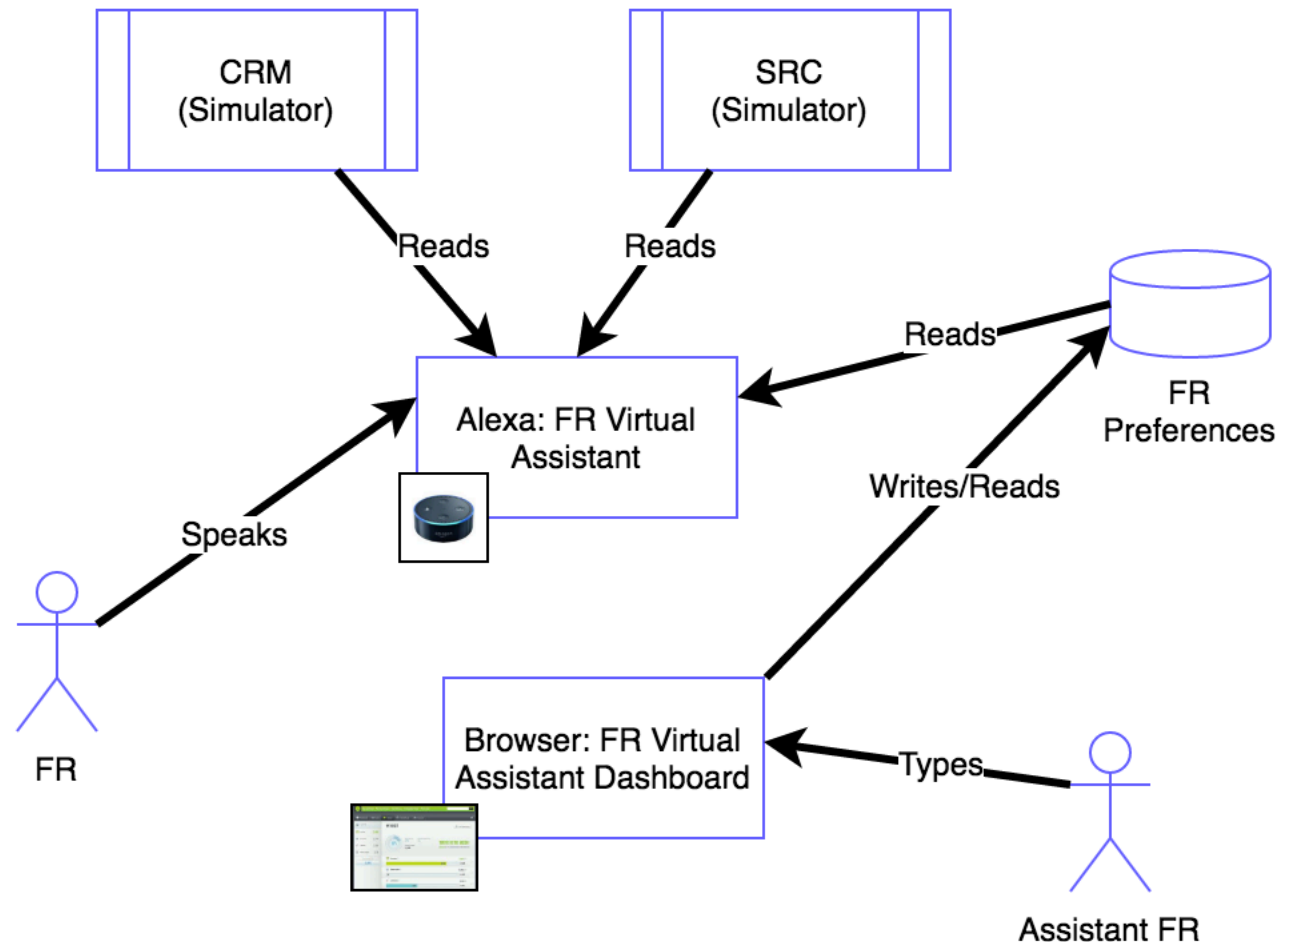 CRM
(Simulator)
SRC
(Simulator)
Reads
Reads
Reads
FR
Preferences
Alexa: FR Virtual
Assistant
Writes/Reads
Speaks
FR
Browser: FR Virtual
Assistant Dashboard
Types
Assistant FR